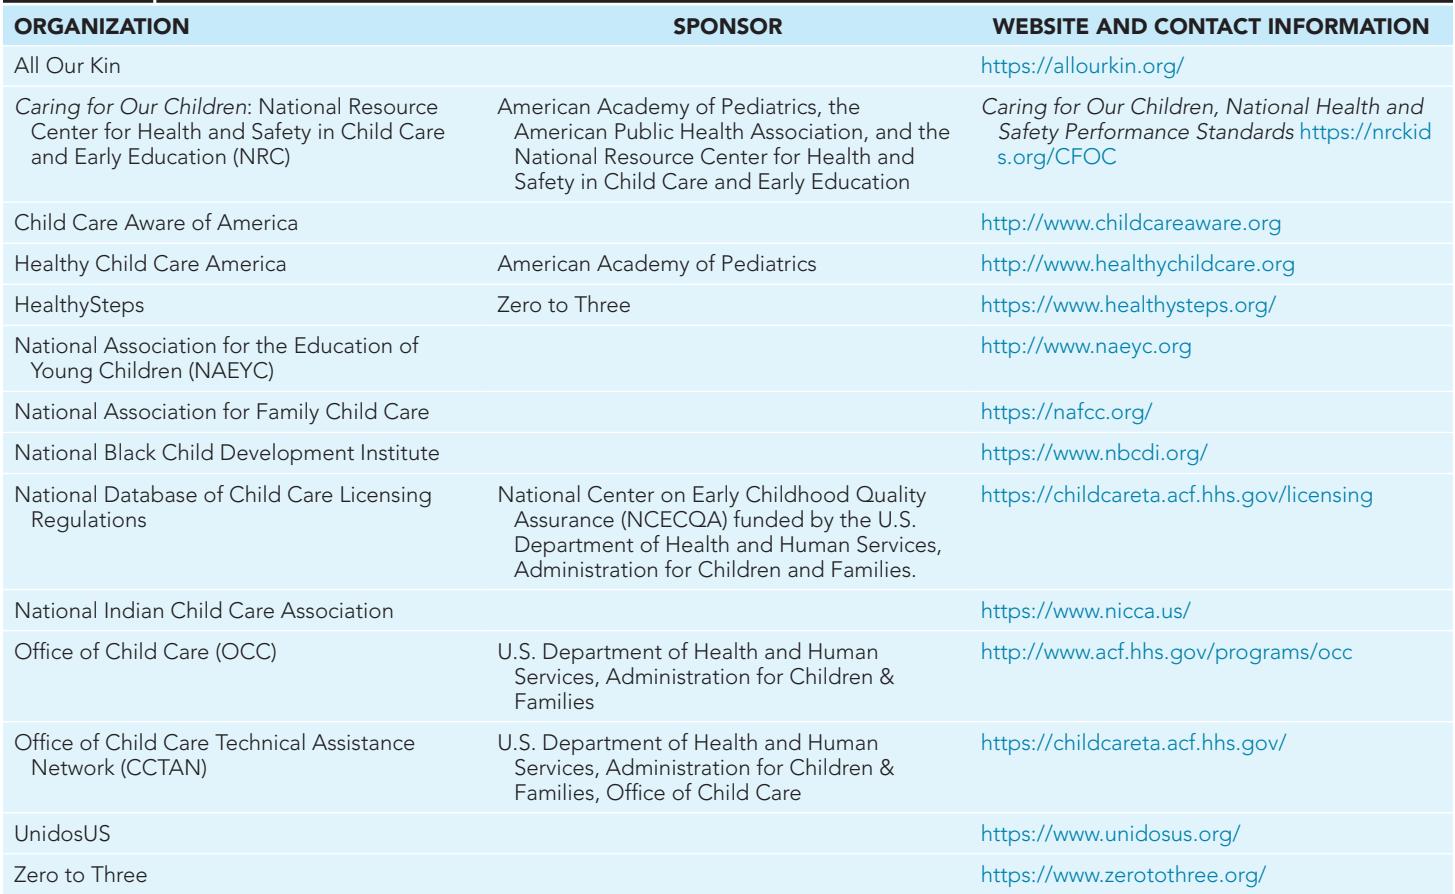 ORGANIZATION SPONSOR WEBSITE AND CONTACT INFORMATION
All Our Kin https://allourkin.org/
Caring for Our Children: National Resource American Academy of Pediatrics, the Caring for Our Children, National Health and
Center for Health and Safety in Child Care American Public Health Association, and the Safety Performance Standards https://nrckid
and Early Education (NRC) National Resource Center for Health and s.org/CFOC
Safety in Child Care and Early Education
Child Care Aware of America http://www.childcareaware.org
Healthy Child Care America American Academy of Pediatrics http://www.healthychildcare.org
HealthySteps Zero to Three https://www.healthysteps.org/
National Association for the Education of http://www.naeyc.org
Young Children (NAEYC)
National Association for Family Child Care https://nafcc.org/
National Black Child Development Institute https://www.nbcdi.org/
National Database of Child Care Licensing National Center on Early Childhood Quality https://childcareta.acf.hhs.gov/licensing
Regulations Assurance (NCECQA) funded by the U.S.
Department of Health and Human Services,
Administration for Children and Families.
National Indian Child Care Association https://www.nicca.us/
Office of Child Care (OCC) U.S. Department of Health and Human http://www.acf.hhs.gov/programs/occ
Services, Administration for Children &
Families
Office of Child Care Technical Assistance U.S. Department of Health and Human https://childcareta.acf.hhs.gov/
Network (CCTAN) Services, Administration for Children &
Families, Office of Child Care
UnidosUS https://www.unidosus.org/
Zero to Three https://www.zerotothree.org/